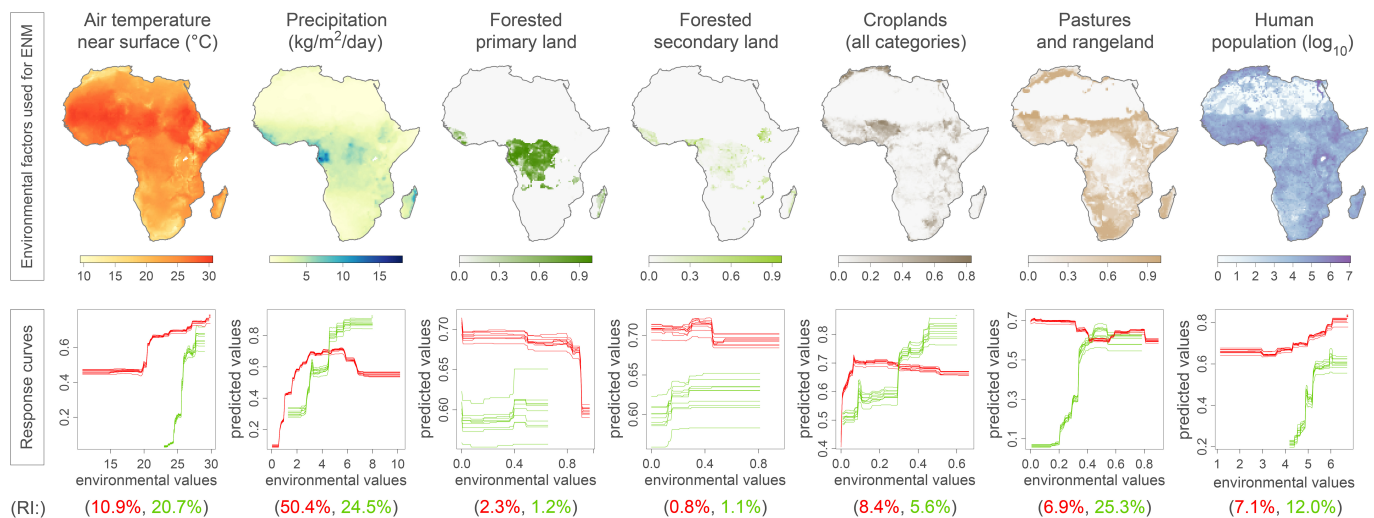 Environmental factors used for ENM
Air temperature
near surface (°C)
Precipitation
(kg/m2/day)
Forested
primary land
Forested
secondary land
Croplands
(all categories)
Pastures
and rangeland
Human
population (log10)
10 15 20 25 30
5 10 15
0.0 0.3 0.6 0.9
0.0 0.3 0.6 0.9
0.0 0.2 0.4 0.6 0.8
0.0 0.3 0.6 0.9
0 1 2 3 4 5 6 7
Response curves
0.2 0.4 0.6
15 20 25 30
environmental values
predicted values
0.2 0.4 0.6 0.8
0 2 4 6 8 10
environmental values
predicted values
0.60 0.65 0.70
0.0 0.4 0.8
environmental values
predicted values
0.60 0.65 0.70
0.0 0.4 0.8
environmental values
predicted values
0.4 0.5 0.6 0.7 0.8
0.0 0.2 0.4 0.6
environmental values
predicted values
0.1 0.3 0.5 0.7
0.0 0.2 0.4 0.6 0.8
environmental values
predicted values
0.2 0.4 0.6 0.8
1 2 3 4 5 6
environmental values
(RI:) (10.9%, 20.7%) (50.4%, 24.5%) (2.3%, 1.2%) (0.8%, 1.1%) (8.4%, 5.6%) (6.9%, 25.3%) (7.1%, 12.0%)